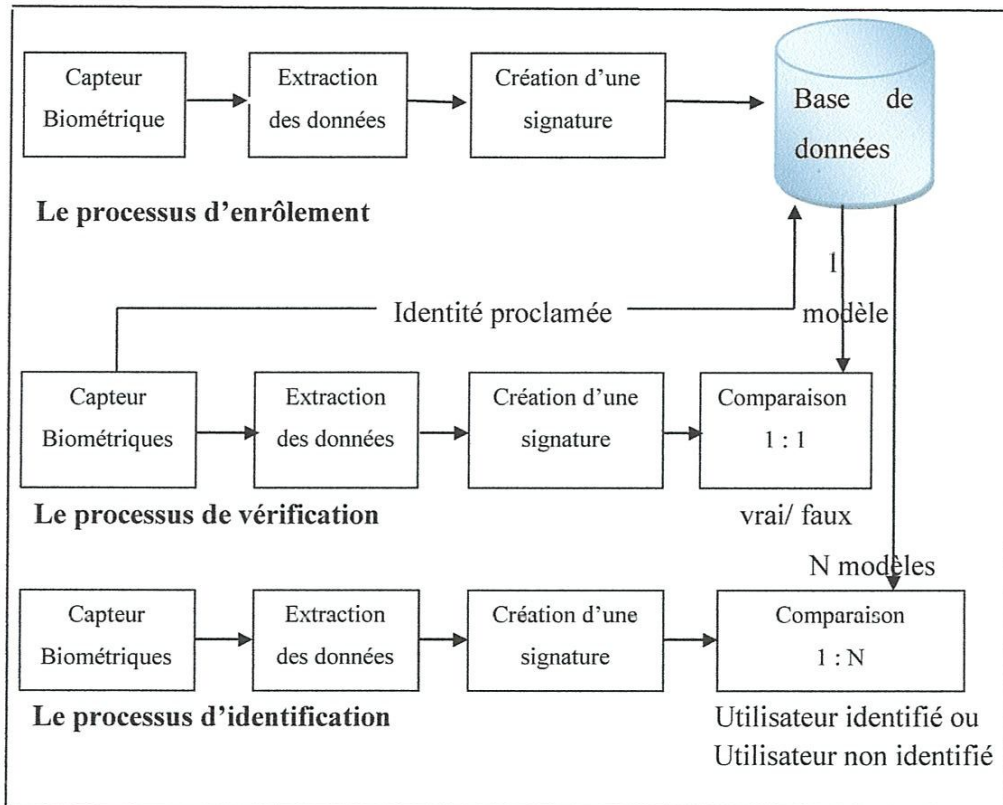 Capteur
Biométrique
Extraction
des données
Création d'une
signature
Base de
données
Le processus d'enrôlement
1
Identité proclamée
modèle
Capteur
Biométriques
Extraction
des données
Création d'une
signature
Comparaison
1 : 1
Le processus de vérification
vrai/ faux
N modèles
Capteur
Biométriques
Extraction
des données
Création d'une
signature
Comparaison
1 : N
Le processus d'identification
Utilisateur identifié ou
Utilisateur non identifié